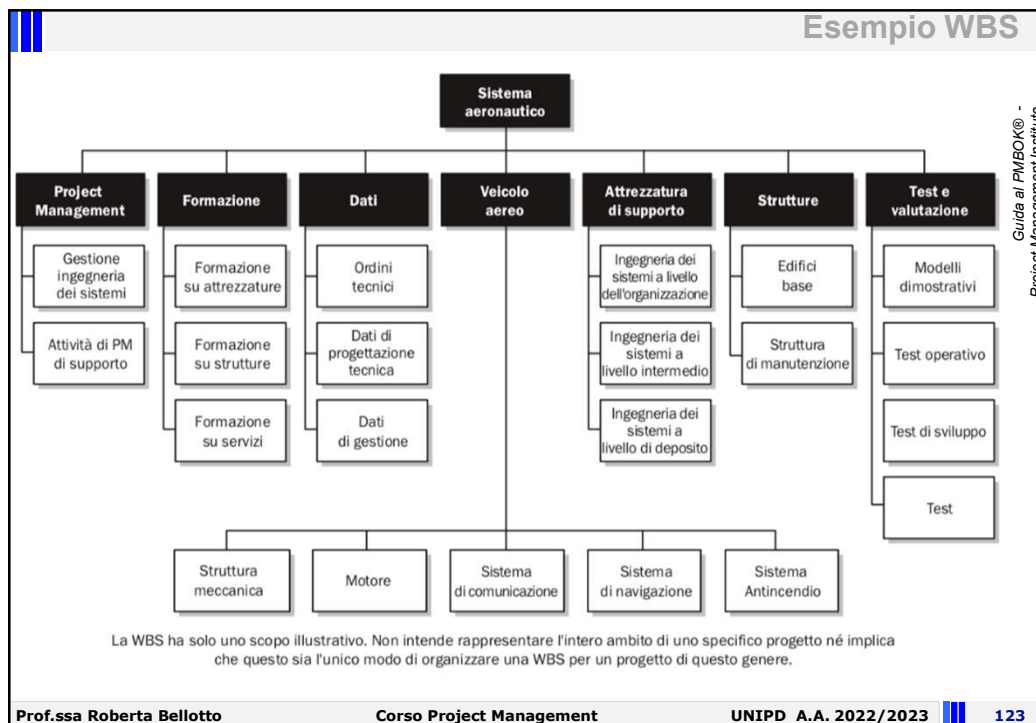 Esempio WBS
Sistema
aeronautico
Project
Management
Formazione
Dati
Veicolo
aereo
Attrezzatura
di supporto
Strutture
Test e
valutazione
Gestione
ingegneria
dei sistemi
Attività di PM
di supporto
Formazione
su attrezzature
Formazione
su strutture
Formazione
su servizi
Ordini
tecnici
Dati di
progettazione
tecnica
Dati
di gestione
Ingegneria dei
sistemi a livello
dell'organizzazione
Ingegneria dei
sistemi a
livello intermedio
Ingegneria dei
sistemi a
livello di deposito
Edifici
base
Struttura
di manutenzione
Modelli
dimostrativi
Test operativo
Test di sviluppo
Test
Struttura
meccanica
Motore
Sistema
di comunicazione
Sistema
di navigazione
Sistema
Antincendio
La WBS ha solo uno scopo illustrativo. Non intende rappresentare l'intero ambito di uno specifico progetto né implica
che questo sia l'unico modo di organizzare una WBS per un progetto di questo genere.
Guida al PMBOK® -
Project Management Institute
Prof.ssa Roberta Bellotto Corso Project Management UNIPD A.A. 2022/2023 123